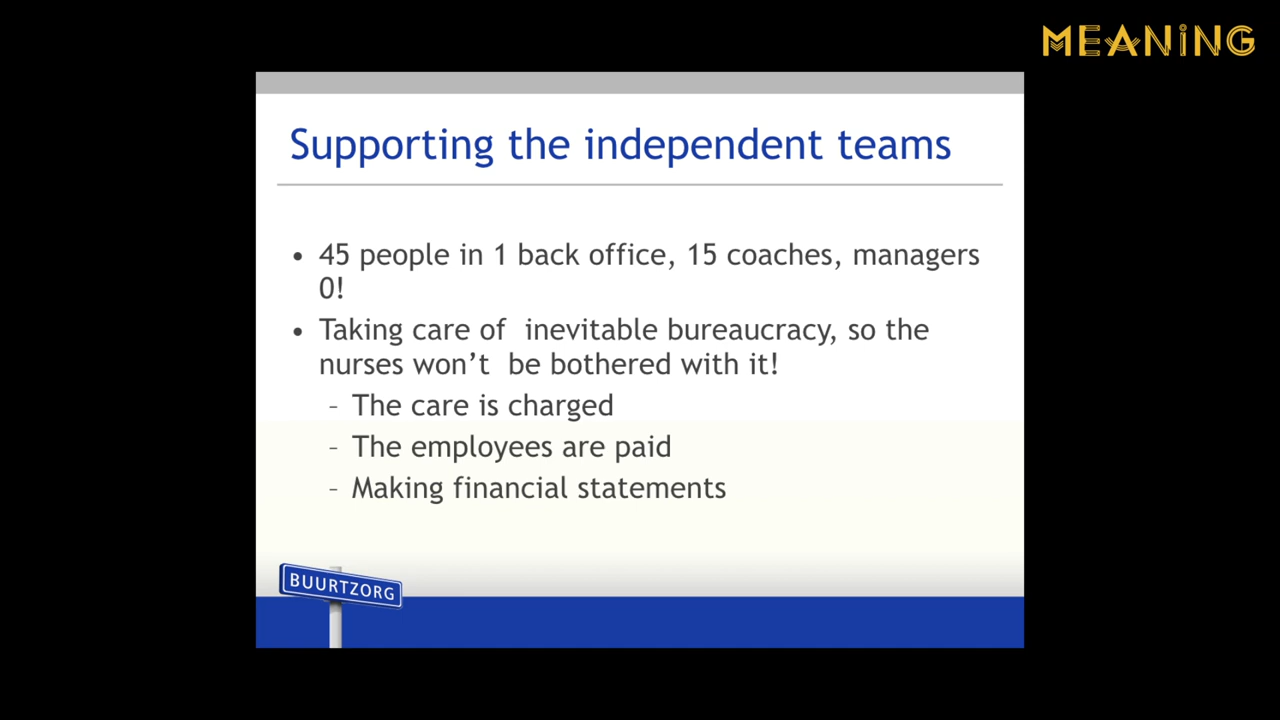 MEANING
Supporting the independent teams
• 45 people in 1 back office, 15 coaches, managers
0!
• Taking care of  inevitable bureaucracy, so the
nurses won’t  be bothered with it!
– The care is charged
– The employees are paid
– Making financial statements
BUURTZORG